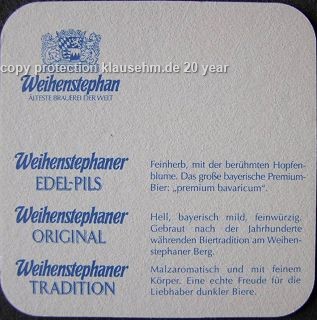 copy protection klausehm.de 20 year
Weihenstephan
ÄLTESTE BRAUEREI DER WELT
Weihenstephaner
EDEL-PILS
Feinherb, mit der berühmten Hopfen-
blume. Das große bayerische Premium-
Bier: „premium bavaricum“.
Weihenstephaner
ORIGINAL
Hell, bayerisch mild, feinwürzig.
Gebraut nach der Jahrhunderte
währenden Biertradition am Weihen-
stephaner Berg.
Weihenstephaner
TRADITION
Malzaromatisch und mit feinem
Körper. Eine echte Freude für die
Liebhaber dunkler Biere.